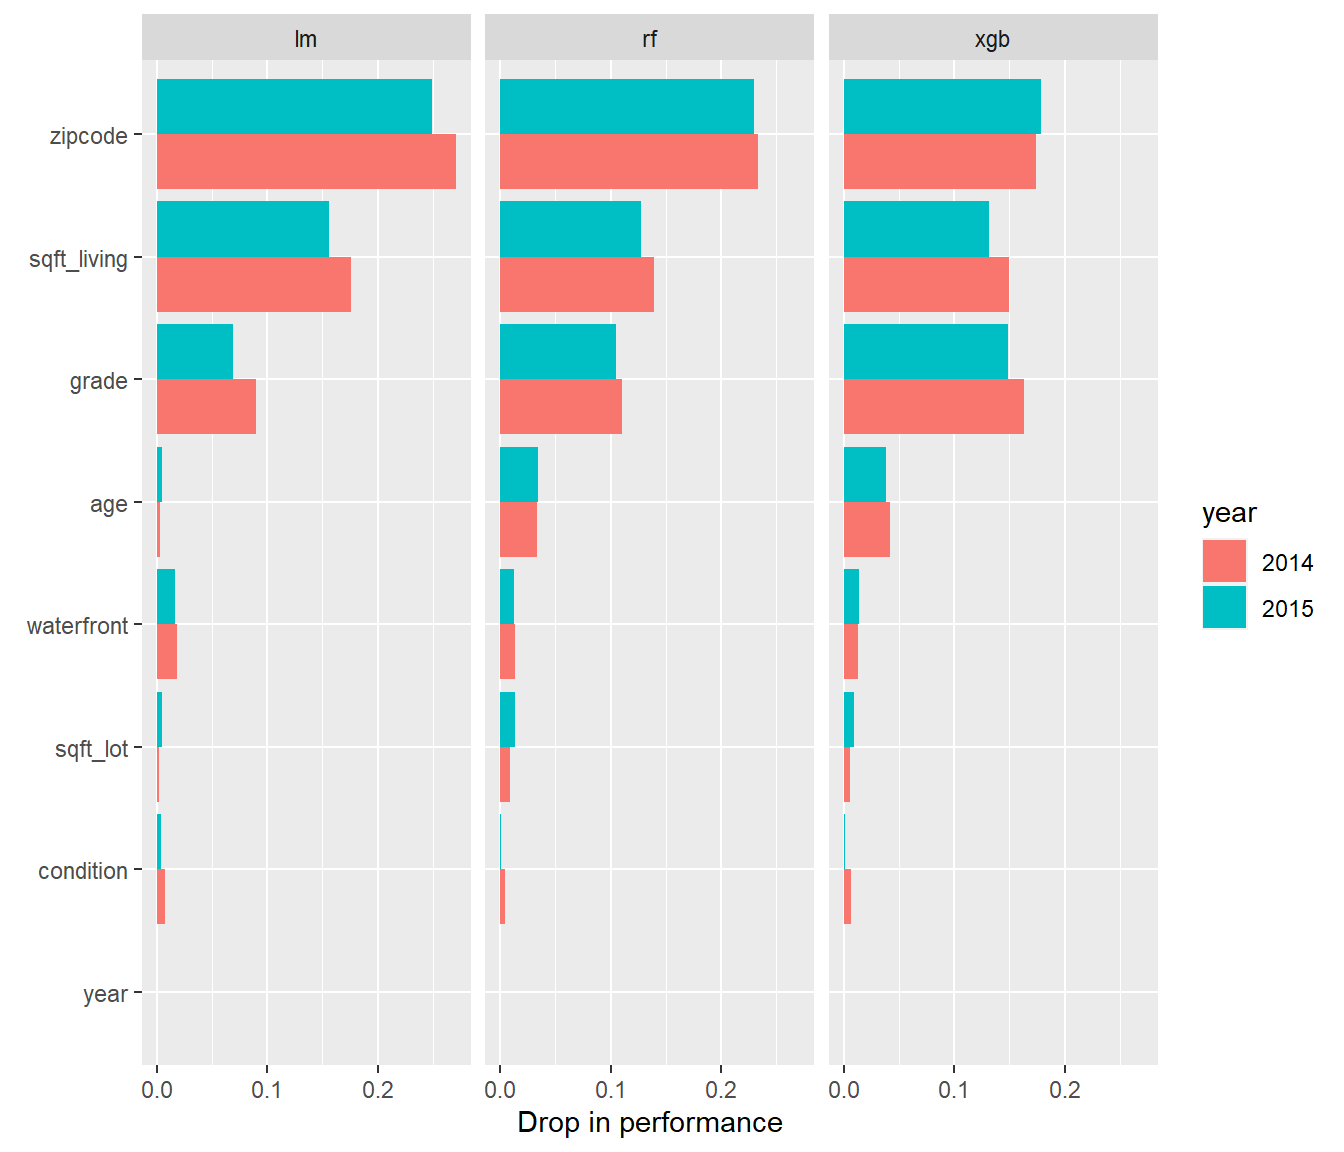 lm
rf
xgb
zipcode
sqft_living
grade
age
waterfront
sqft_lot
condition
year
0.0 0.1 0.2
0.0 0.1 0.2
0.0 0.1 0.2
Drop in performance
year
2014
2015